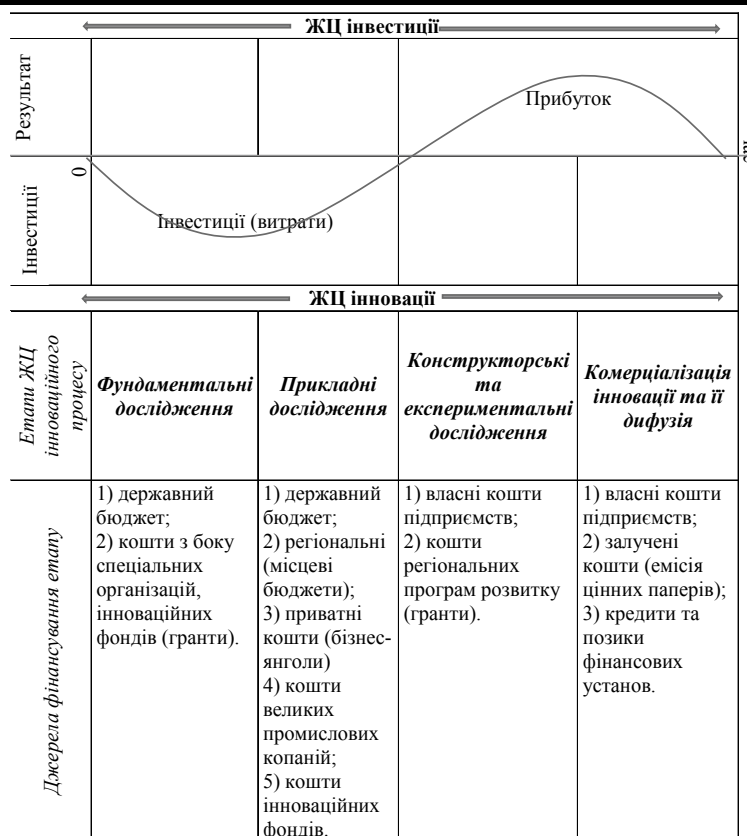 ЖЦ інвестиції
Результат
Прибуток
0
Інвестиції
Інвестиції (витрати)
ЖЦ інновації
Етапи ЖЦ
інноваційного
процесу
Фундаментальні
дослідження
Прикладні
дослідження
Конструкторські
та
експериментальні
дослідження
Комерціалізація
інновації та її
дифузія
Джерела фінансування етапу
1) державний
бюджет;
2) кошти з боку
спеціальних
організацій,
інноваційних
фондів (гранти).
1) державний
бюджет;
2) регіональні
(місцеві
бюджети);
3) приватні
кошти (бізнес-
янголи)
4) кошти
великих
промислових
копаній;
5) кошти
інноваційних
фондів.
1) власні кошти
підприємств;
2) кошти
регіональних
програм розвитку
(гранти).
1) власні кошти
підприємств;
2) залучені
кошти (емісія
цінних паперів);
3) кредити та
позики
фінансових
установ.